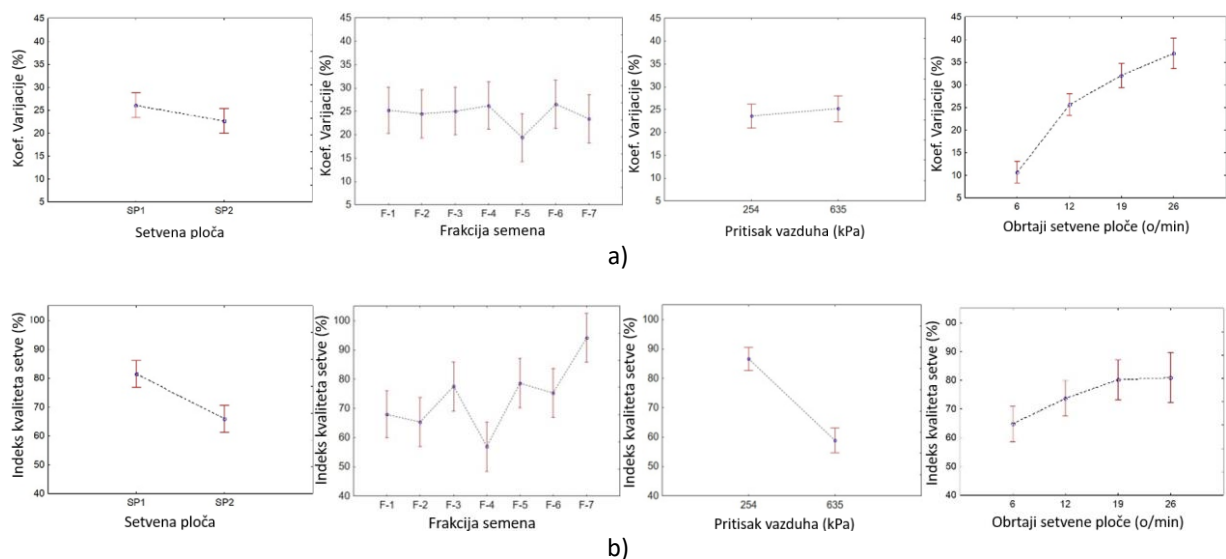 45
40
35
30
25
20
15
10
5
Koef. Varijacije (%)
SP1 SP2
Setvena ploča
45
40
35
30
25
20
15
10
5
Koef. Varijacije (%)
F-1 F-2 F-3 F-4 F-5 F-6 F-7
Frakcija semena
45
40
35
30
25
20
15
10
5
Koef. Varijacije (%)
254 635
Pritisak vazduha (kPa)
45
40
35
30
25
20
15
10
5
Koef. Varijacije (%)
6 12 19 26
Obrtaji setvene ploče (o/min)
a)
100
90
80
70
60
50
40
Indeks kvaliteta setve (%)
SP1 SP2
Setvena ploča
100
90
80
70
60
50
40
Indeks kvaliteta setve (%)
F-1 F-2 F-3 F-4 F-5 F-6 F-7
Frakcija semena
100
90
80
70
60
50
40
Indeks kvaliteta setve (%)
254 635
Pritisak vazduha (kPa)
00
90
80
70
60
50
40
Indeks kvaliteta setve (%)
6 12 19 26
Obrtaji setvene ploče (o/min)
b)